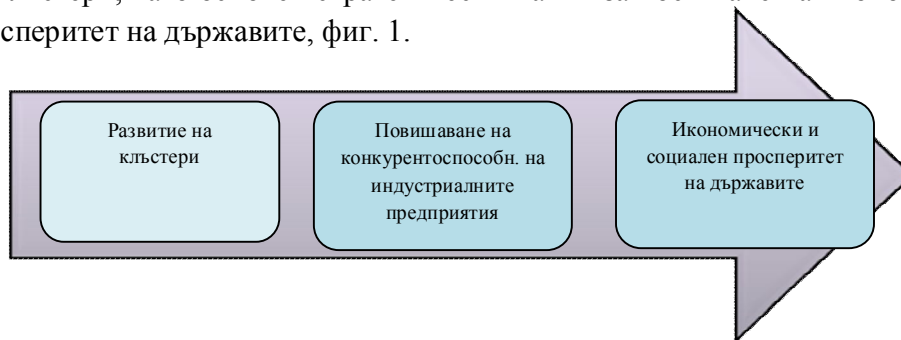 сперитет на държавите, фиг. 1.
Развитие на
клъстери
Повишаване на
конкурентоспособн. на
индустриалните
предприятия
Икономически и
социален просперитет
на държавите